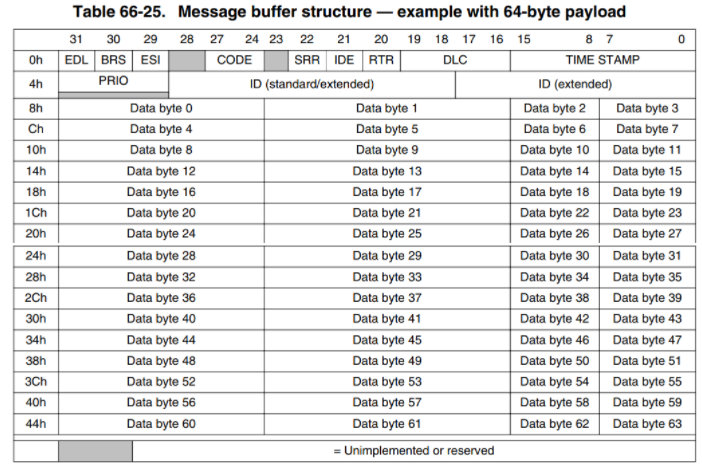 Table 66-25. Message buffer structure — example with 64-byte payload
31 30 29 28 27 24 23 22 21 20 19 18 17 16 15 8 7 0
0h EDL BRS ESI CODE SRR IDE RTR DLC TIME STAMP
4h PRIO ID (standard/extended) ID (extended)
8h Data byte 0 Data byte 1 Data byte 2 Data byte 3
Ch Data byte 4 Data byte 5 Data byte 6 Data byte 7
10h Data byte 8 Data byte 9 Data byte 10 Data byte 11
14h Data byte 12 Data byte 13 Data byte 14 Data byte 15
18h Data byte 16 Data byte 17 Data byte 18 Data byte 19
1Ch Data byte 20 Data byte 21 Data byte 22 Data byte 23
20h Data byte 24 Data byte 25 Data byte 26 Data byte 27
24h Data byte 28 Data byte 29 Data byte 30 Data byte 31
28h Data byte 32 Data byte 33 Data byte 34 Data byte 35
2Ch Data byte 36 Data byte 37 Data byte 38 Data byte 39
30h Data byte 40 Data byte 41 Data byte 42 Data byte 43
34h Data byte 44 Data byte 45 Data byte 46 Data byte 47
38h Data byte 48 Data byte 49 Data byte 50 Data byte 51
3Ch Data byte 52 Data byte 53 Data byte 54 Data byte 55
40h Data byte 56 Data byte 57 Data byte 58 Data byte 59
44h Data byte 60 Data byte 61 Data byte 62 Data byte 63
= Unimplemented or reserved